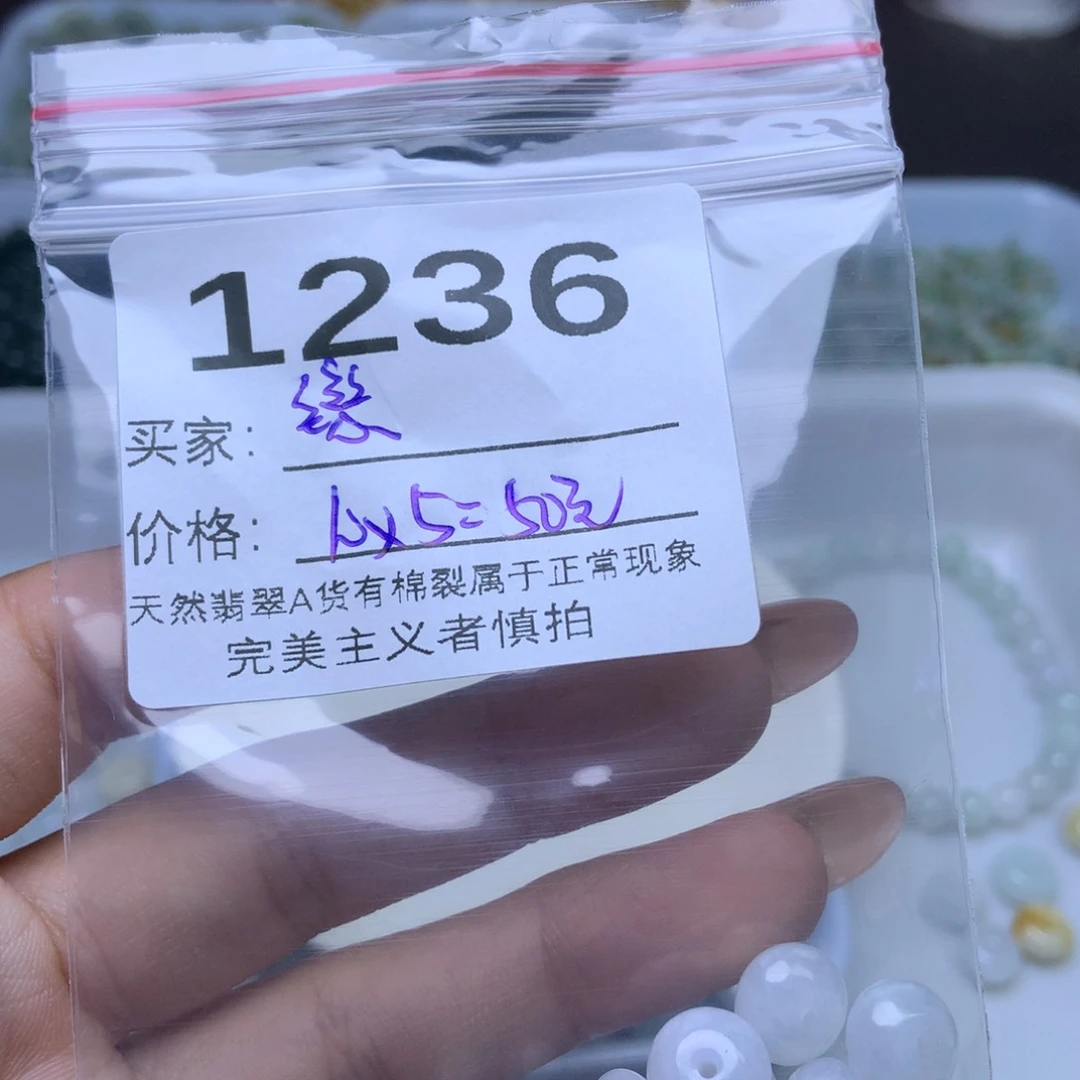 1236
买家: 缘
价格: 10x5=50元
天然翡翠A货有棉裂属于正常现象
完美主义者慎拍